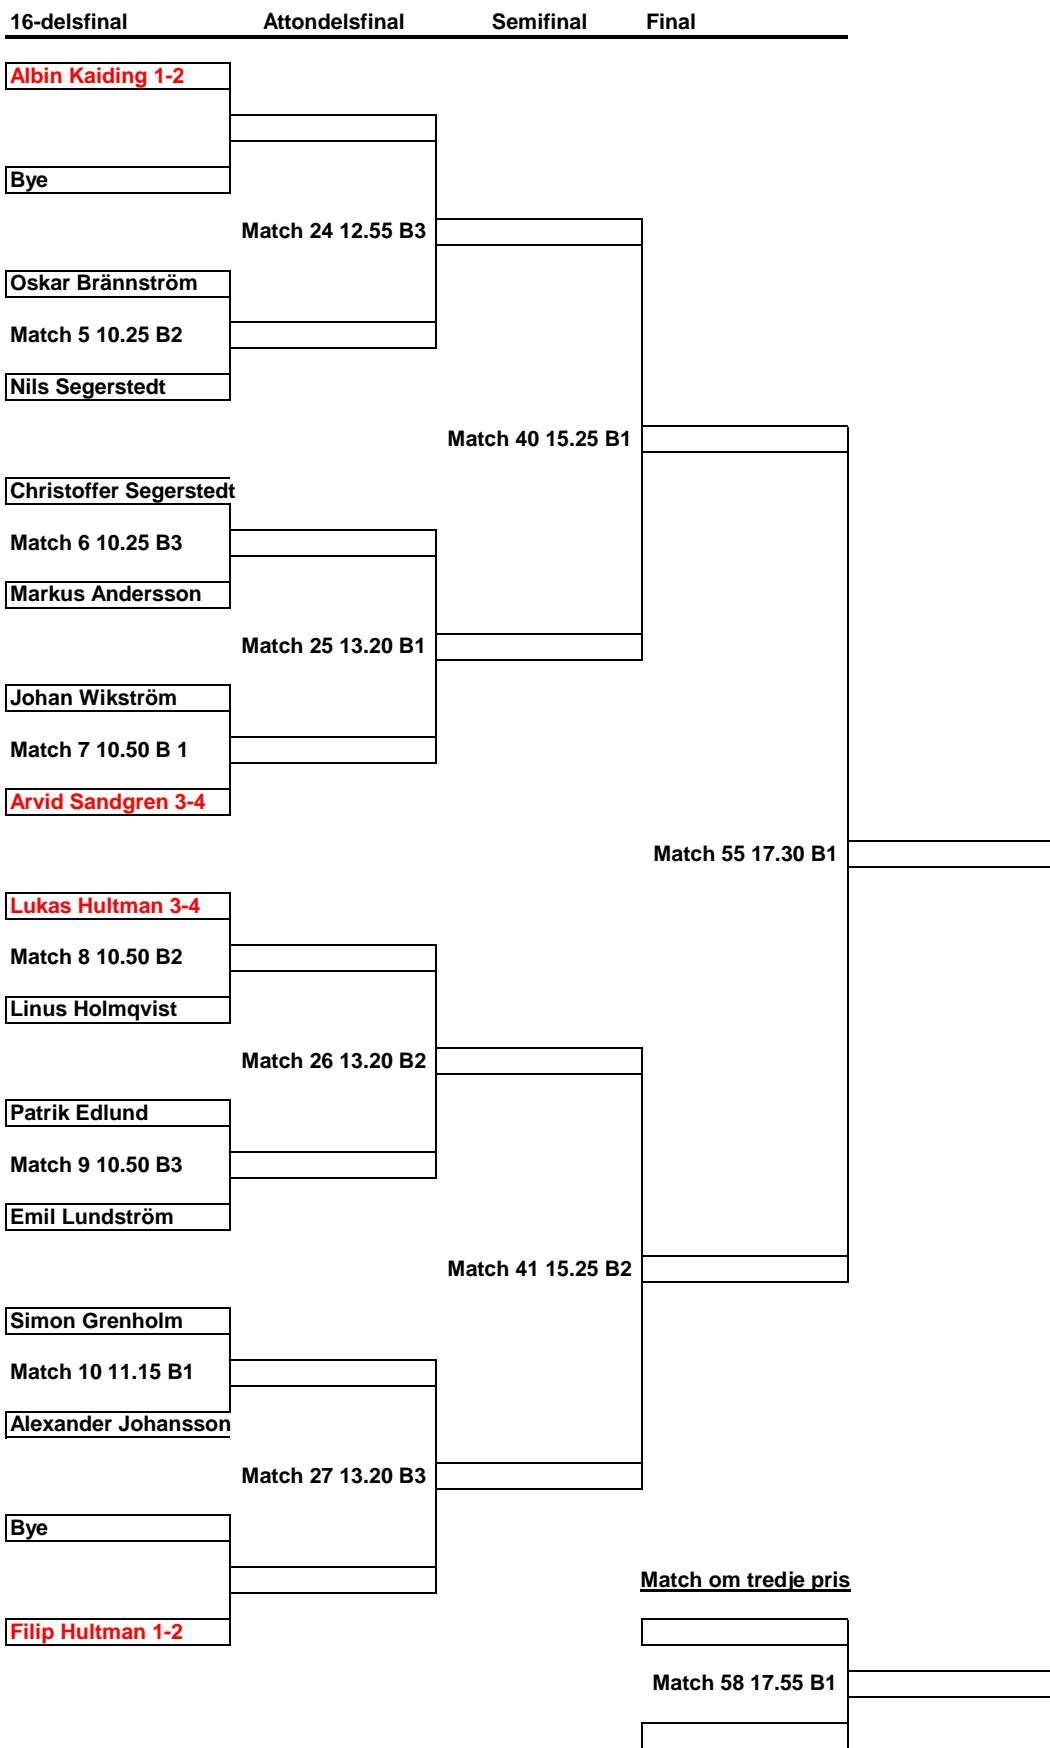 16-delsfinal Åttondelsfinal Semifinal Final
Albin Kaiding 1-2
Bye
Match 24 12.55 B3
Oskar Brännström
Match 5 10.25 B2
Nils Segerstedt
Match 40 15.25 B1
Christoffer Segerstedt
Match 6 10.25 B3
Markus Andersson
Match 25 13.20 B1
Johan Wikström
Match 7 10.50 B 1
Arvid Sandgren 3-4
Match 55 17.30 B1
Lukas Hultman 3-4
Match 8 10.50 B2
Linus Holmqvist
Match 26 13.20 B2
Patrik Edlund
Match 9 10.50 B3
Emil Lundström
Match 41 15.25 B2
Simon Grenholm
Match 10 11.15 B1
Alexander Johansson
Match 27 13.20 B3
Bye
Match om tredje pris
Filip Hultman 1-2
Match 58 17.55 B1